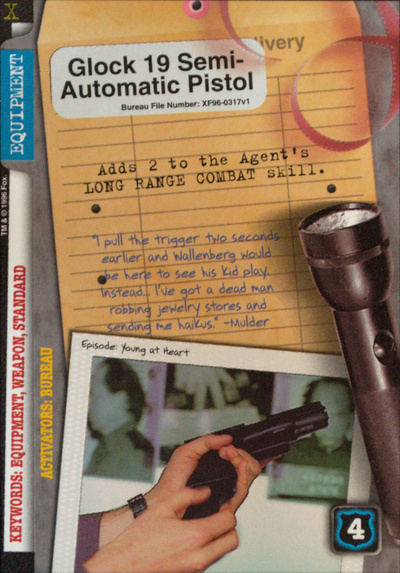 X
EQUIPMENT
TM & © 1996 Fox.
KEYWORDS: EQUIPMENT, WEAPON, STANDARD
ACTIVATORS: BUREAU
livery
Glock 19 Semi-
Automatic Pistol
Bureau File Number: XF96-0317v1
Adds 2 to the Agent's
LONG RANGE COMBAT skill.
"I pull the trigger two seconds
earlier and Wallenberg would
be here to see his kid play.
Instead... I've got a dead man
robbing jewelry stores and
sending me haikus." -Mulder
Episode: Young at Heart
4